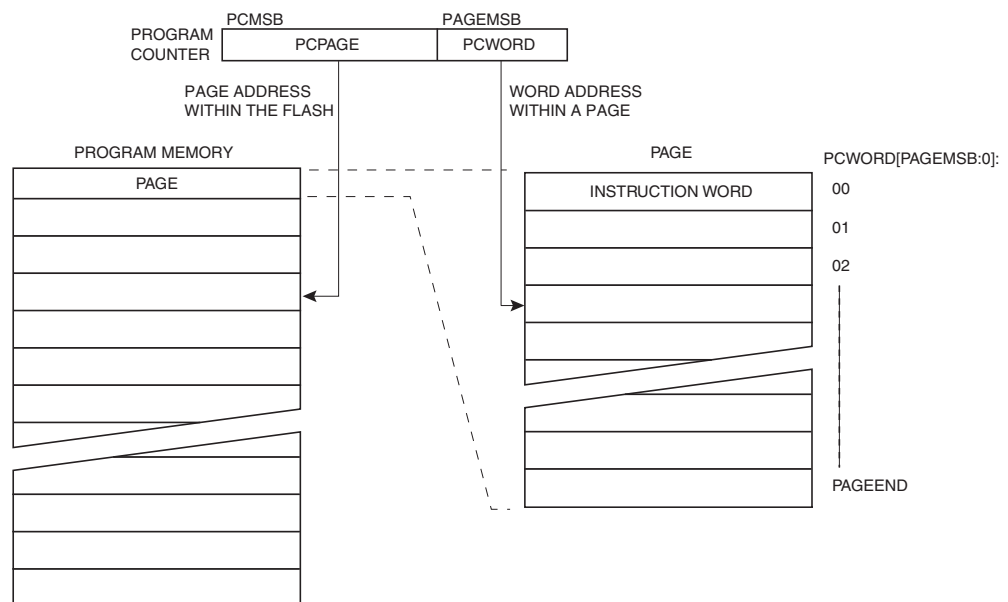 PCMSB
PAGEMSB
PROGRAM
COUNTER
PCPAGE
PCWORD
PAGE ADDRESS
WITHIN THE FLASH
WORD ADDRESS
WITHIN A PAGE
PROGRAM MEMORY
PAGE
PAGE
PCWORD[PAGEMSB:0]:
INSTRUCTION WORD
00
01
02
PAGEEND